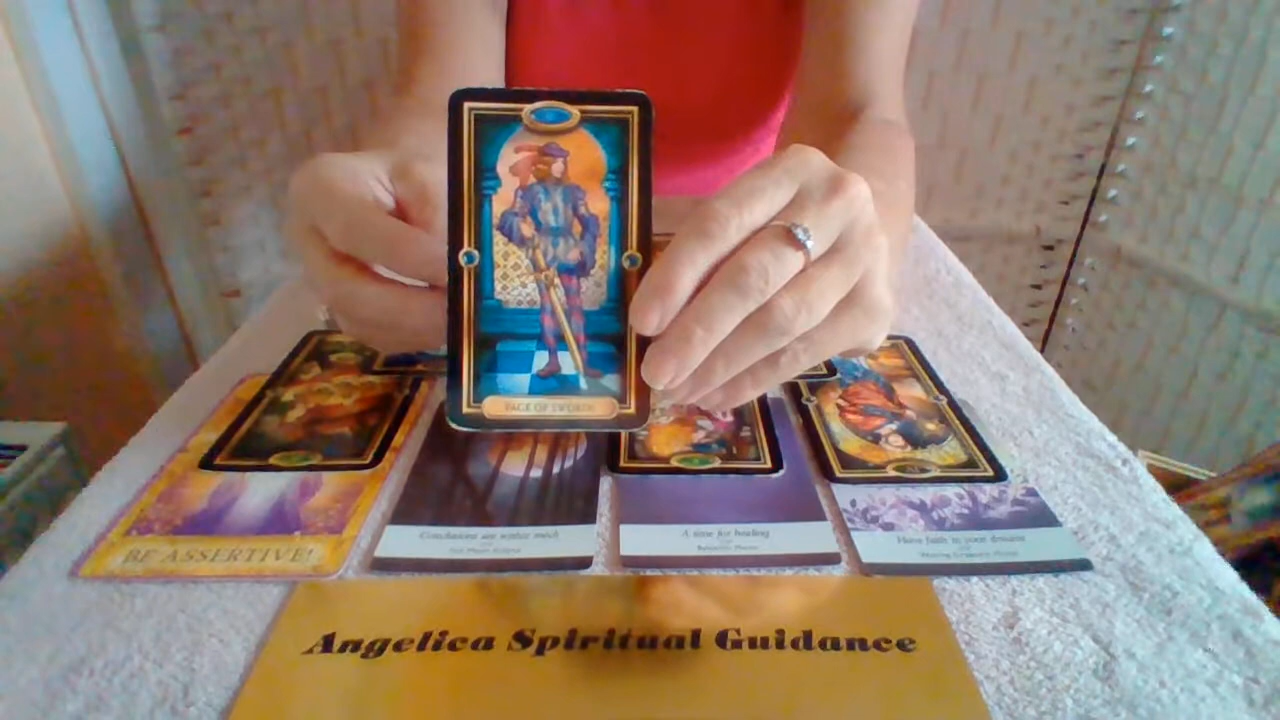 PAGE OF SWORDS
BE ASSERTIVE!
Conclusions are within reach
A time for healing
Have faith in your dreams
Angelica Spiritual Guidance